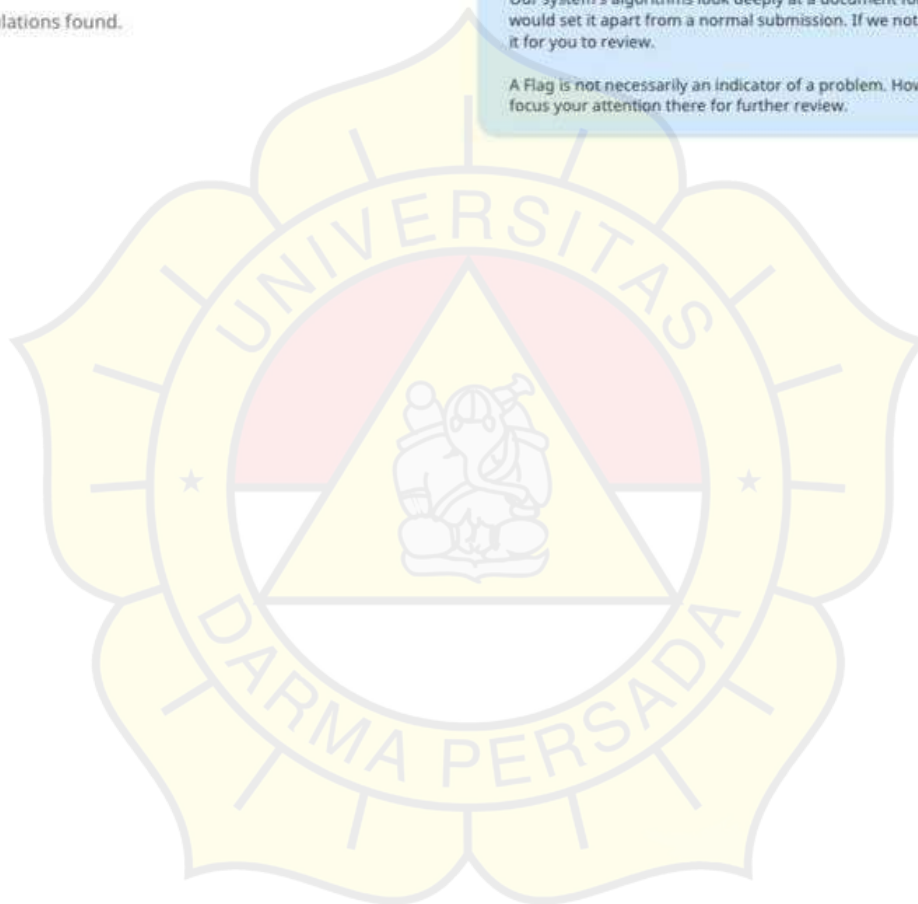 lations found.
would set it apart from a normal submission. If we not
it for you to review.
A Flag is not necessarily an indicator of a problem. How
focus your attention there for further review.
UNIVERSITAS
DARMA PERSADA